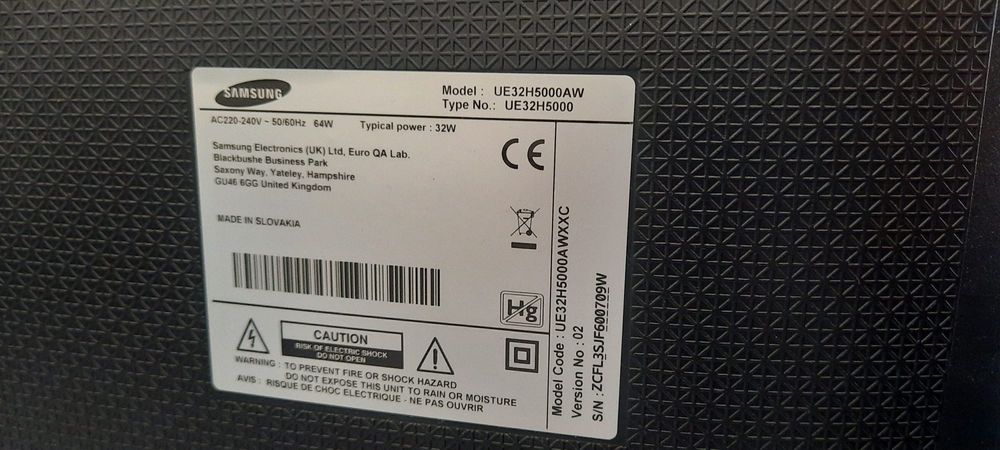 SAMSUNG
Model : UE32H5000AW
Type No.: UE32H5000
AC220-240V ~ 50/60Hz 64W Typical power : 32W
Samsung Electronics (UK) Ltd, Euro QA Lab.
Blackbushe Business Park
Saxony Way, Yateley, Hampshire
GU46 6GG United Kingdom
CE
MADE IN SLOVAKIA
Hg
CAUTION
RISK OF ELECTRIC SHOCK
DO NOT OPEN
WARNING : TO PREVENT FIRE OR SHOCK HAZARD
DO NOT EXPOSE THIS UNIT TO RAIN OR MOISTURE
AVIS : RISQUE DE CHOC ELECTRIQUE - NE PAS OUVRIR
Model Code : UE32H5000AWXXC
Version No : 02
S/N : ZCFL3SJF600709W